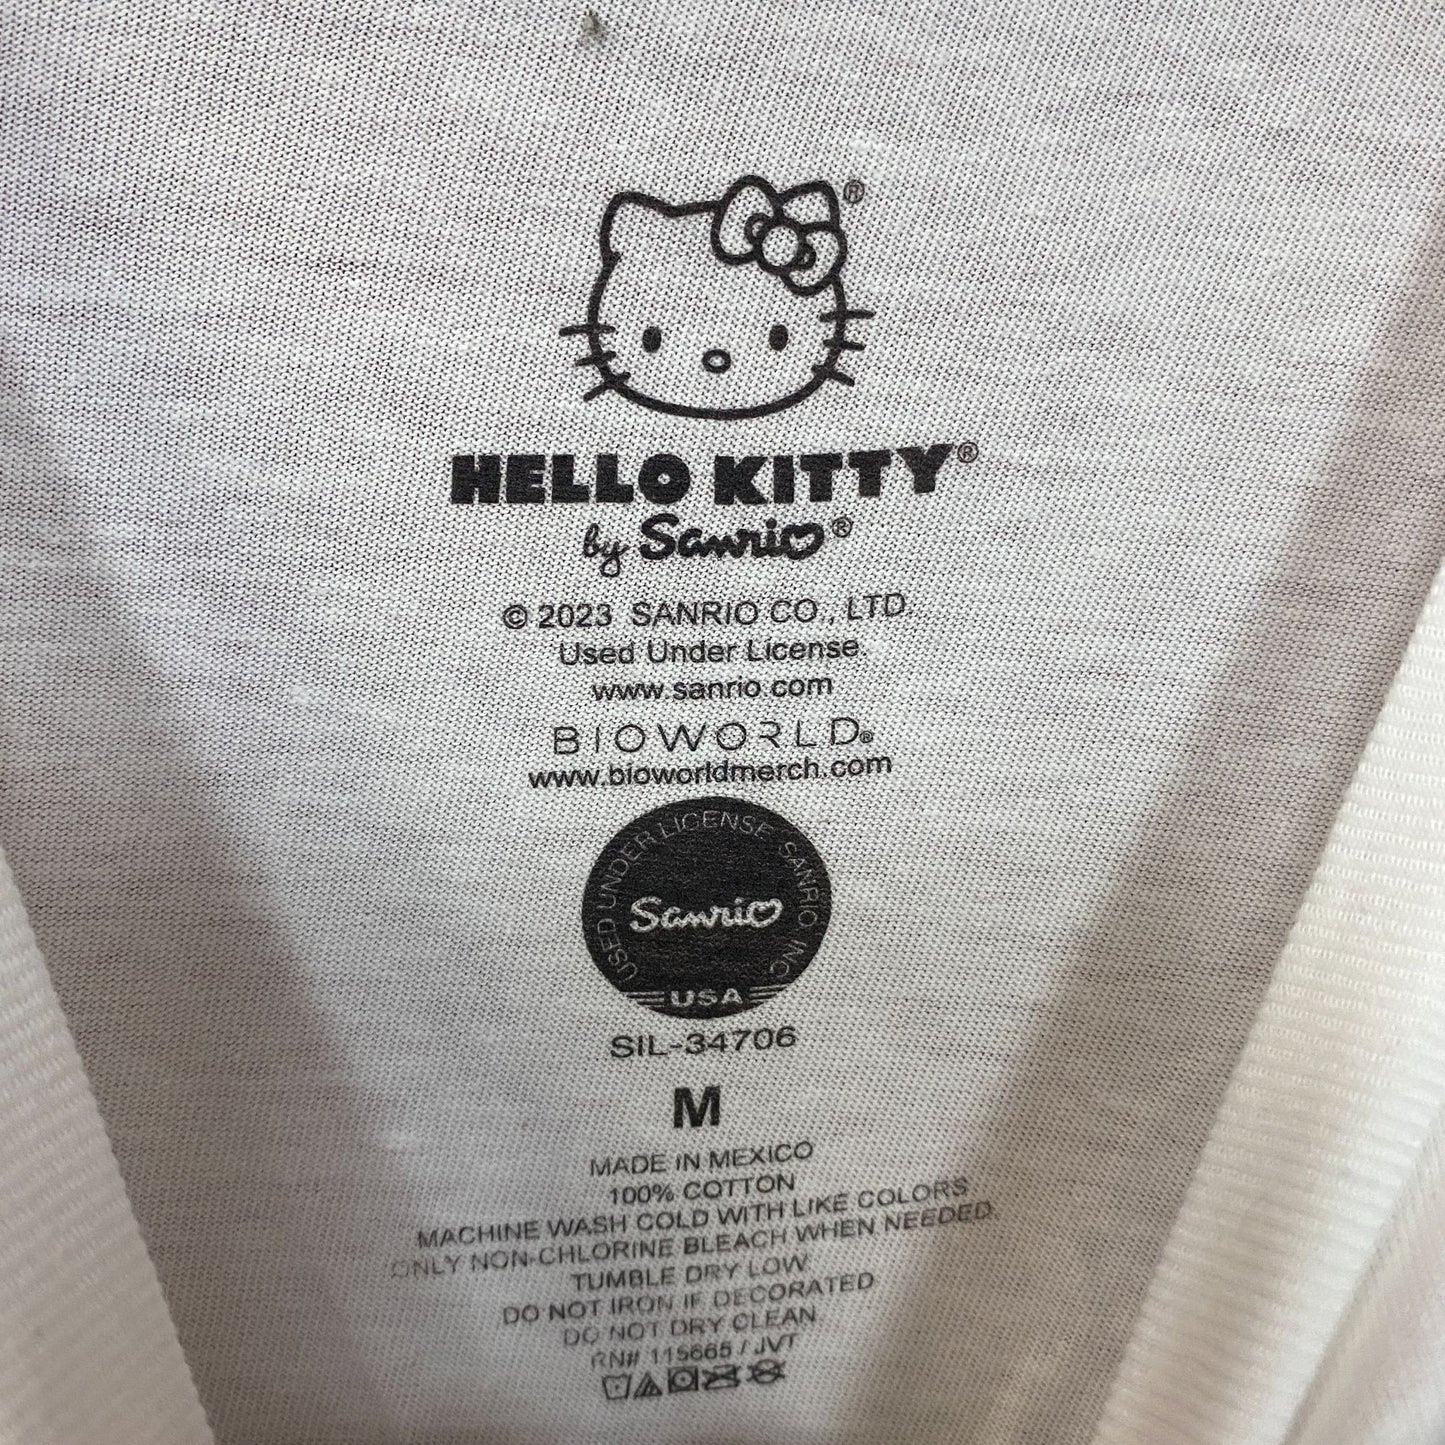 ®
HELLO KITTY®
by Sanrio®
© 2023 SANRIO CO., LTD.
Used Under License.
www.sanrio.com
BIOWORLD®
www.bioworldmerch.com
USED UNDER LICENSE SANRIO INC
Sanrio
USA
SIL-34706
M
MADE IN MEXICO
100% COTTON
MACHINE WASH COLD WITH LIKE COLORS
ONLY NON-CHLORINE BLEACH WHEN NEEDED.
TUMBLE DRY LOW
DO NOT IRON IF DECORATED
DO NOT DRY CLEAN
RN# 115665 / JVT